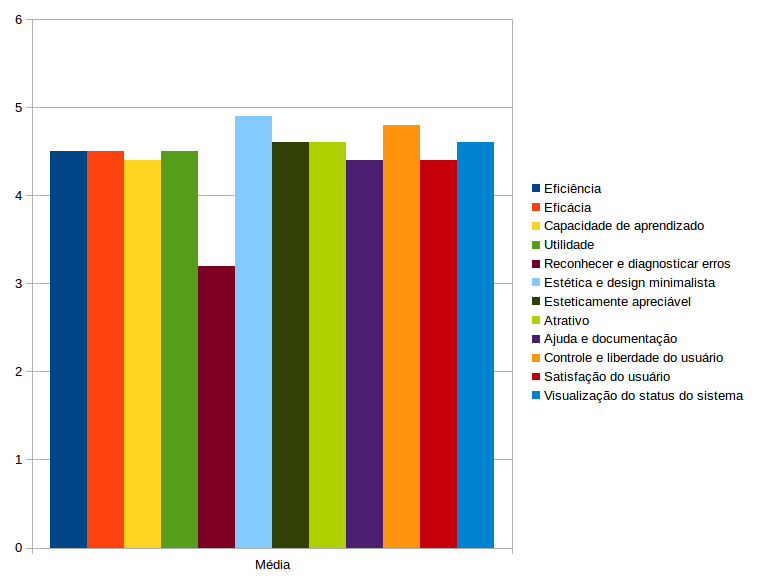 6
5
4
3
2
1
0
Média
Eficiência
Eficácia
Capacidade de aprendizado
Utilidade
Reconhecer e diagnosticar erros
Estética e design minimalista
Esteticamente apreciável
Atrativo
Ajuda e documentação
Controle e liberdade do usuário
Satisfação do usuário
Visualização do status do sistema